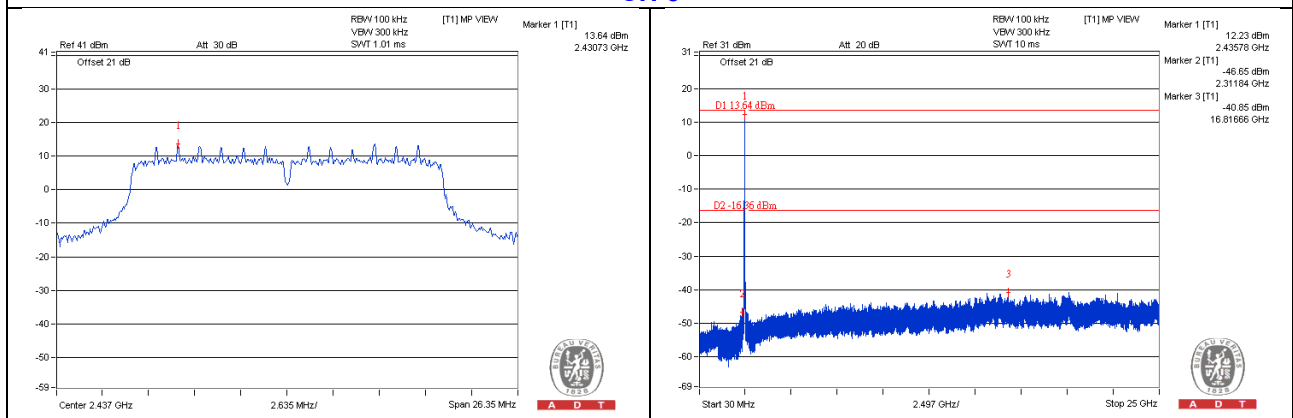 RBW 100 kHz [T1] MP VIEW
VBW 300 kHz
Ref 41 dBm Att 30 dB SWT 1.01 ms
Marker 1 [T1]
13.64 dBm
2.43073 GHz
Offset 21 dB
1
41
30
20
10
0
-10
-20
-30
-40
-50
-59
Center 2.437 GHz 2.635 MHz/ Span 26.35 MHz
BUREAU VERITAS
1828
A D T
RBW 100 kHz [T1] MP VIEW
VBW 300 kHz
Ref 31 dBm Att 20 dB SWT 10 ms
Marker 1 [T1]
12.23 dBm
2.43578 GHz
Marker 2 [T1]
-46.65 dBm
2.31184 GHz
Marker 3 [T1]
-40.85 dBm
16.81666 GHz
Offset 21 dB
1
D1 13.64 dBm
D2 -16.36 dBm
2
3
31
20
10
0
-10
-20
-30
-40
-50
-60
-69
Start 30 MHz 2.497 GHz/ Stop 25 GHz
BUREAU VERITAS
1828
A D T